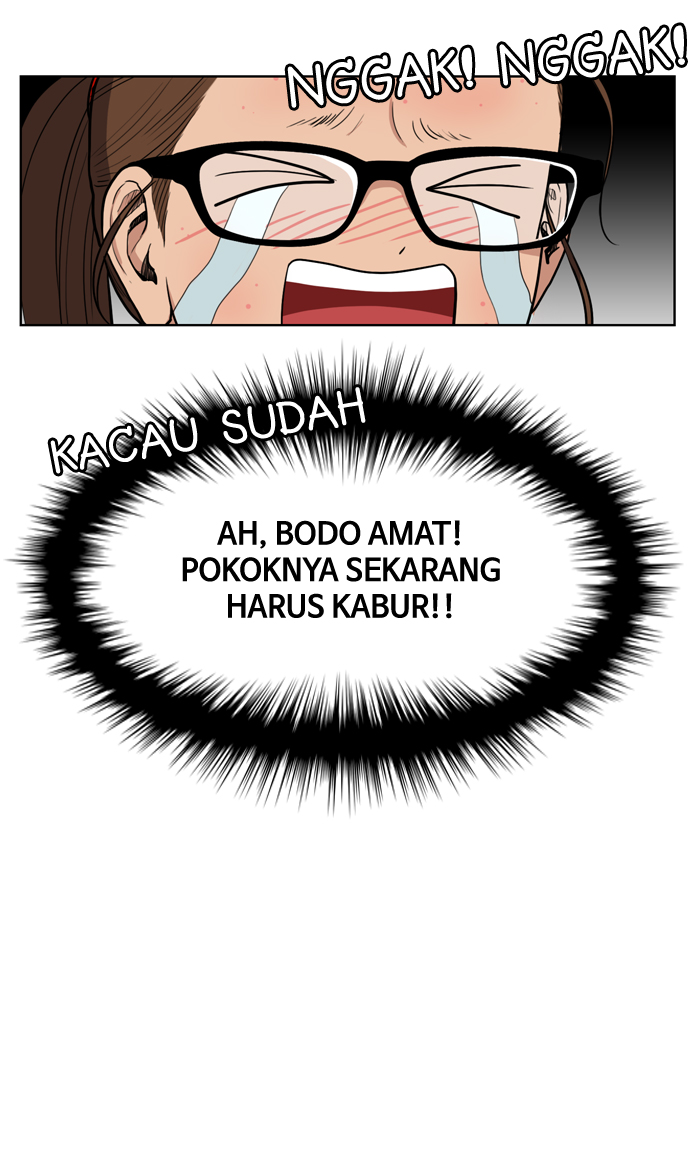 NGGAK! NGGAK!
KACAU SUDAH
AH, BODO AMAT!
POKOKNYA SEKARANG
HARUS KABUR!!